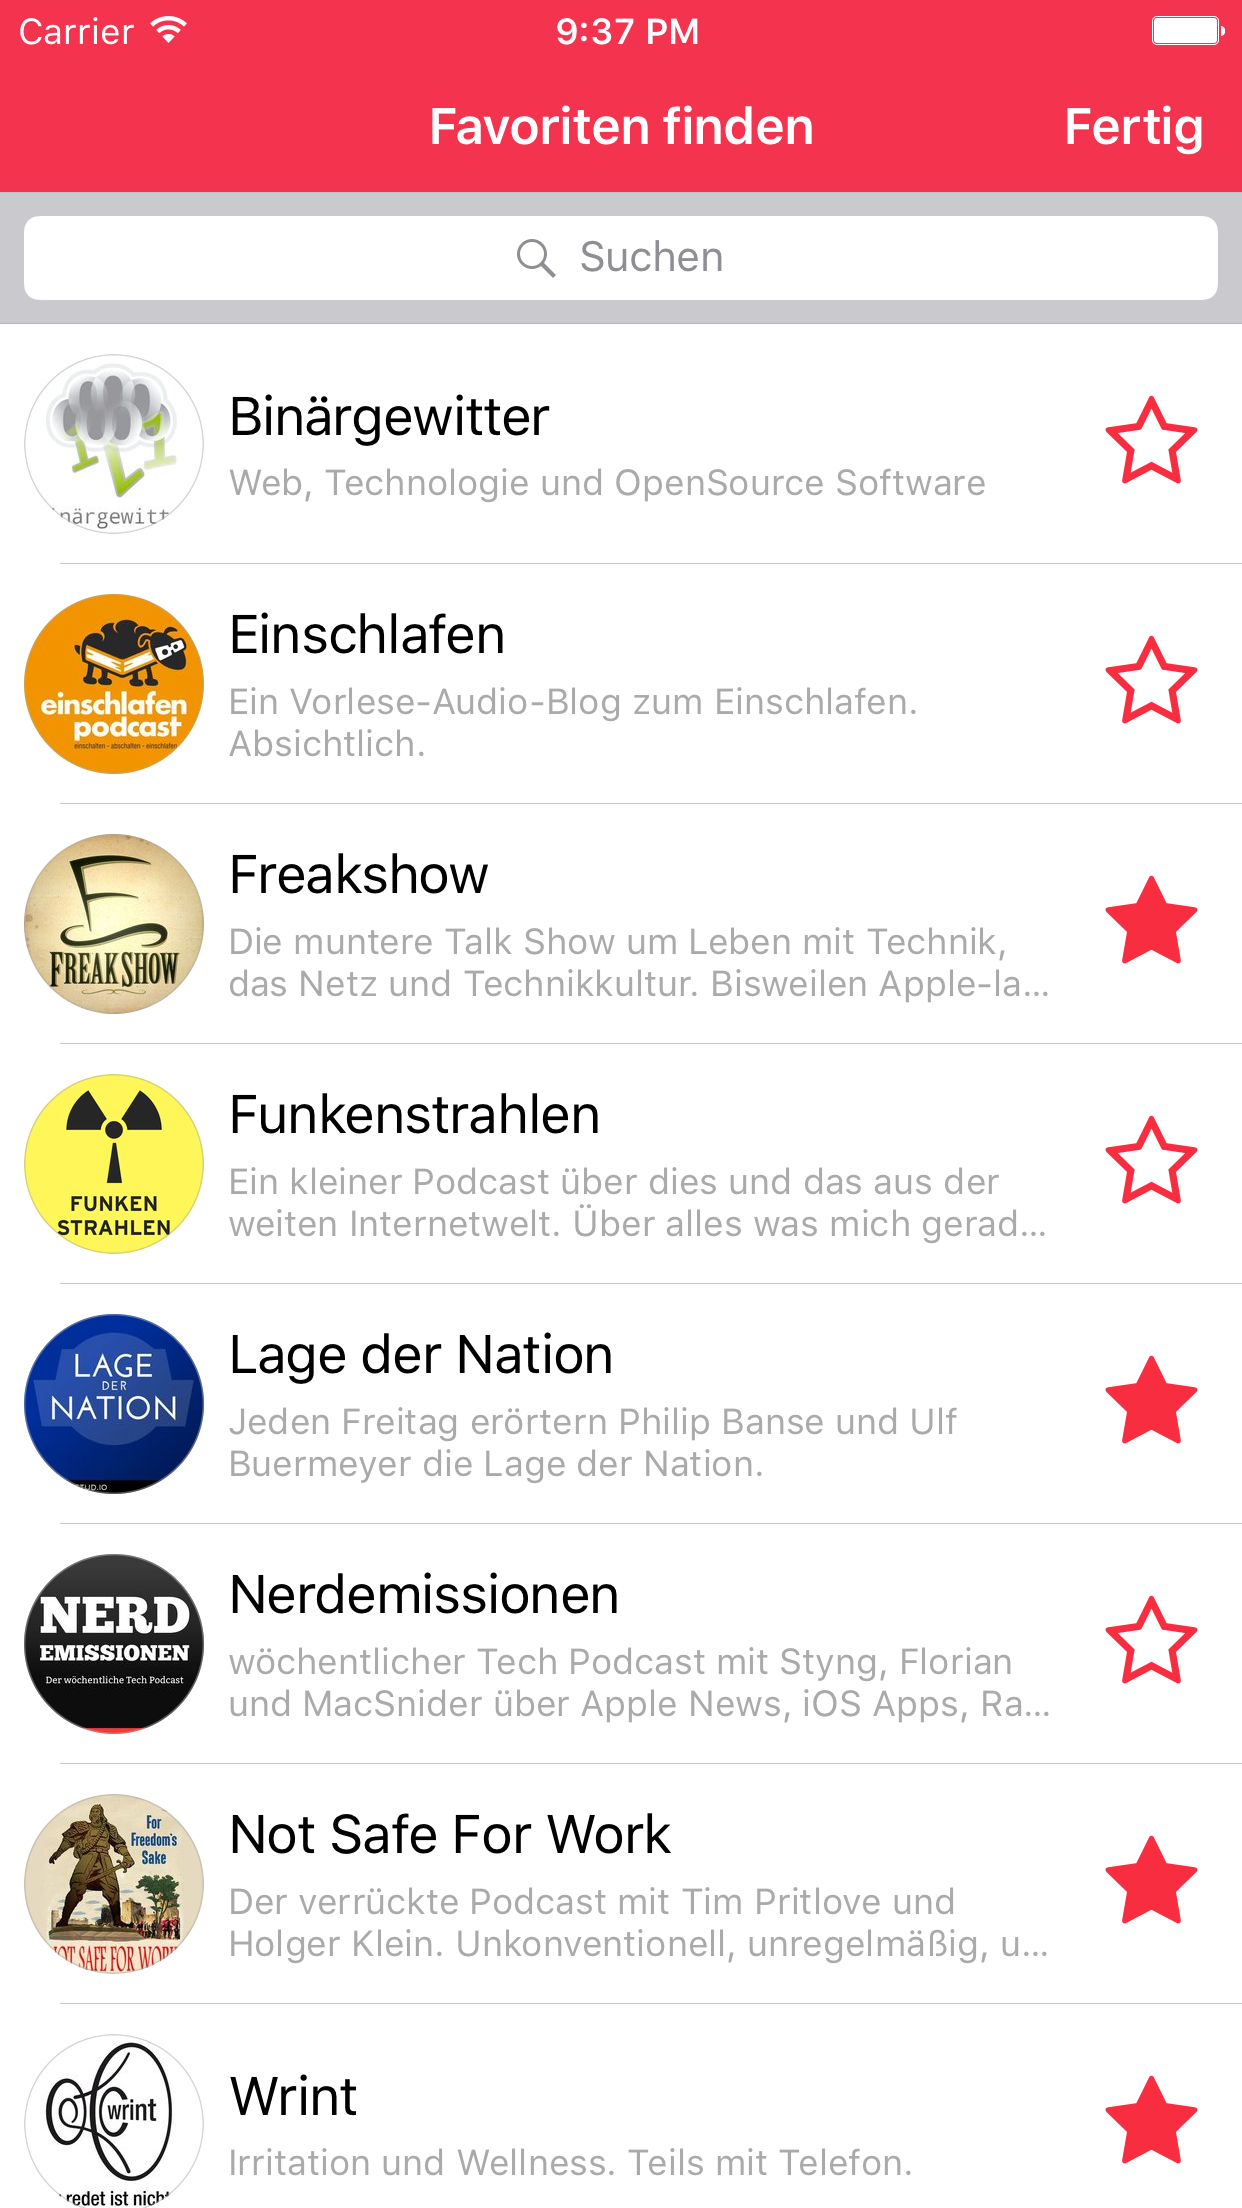 Carrier
9:37 PM
Favoriten finden
Fertig
Suchen
Binärgewitter
Web, Technologie und OpenSource Software
einschlafen
podcast
einschalten - abschalten - einschlafen
Einschlafen
Ein Vorlese-Audio-Blog zum Einschlafen.
Absichtlich.
FREAK SHOW
Freakshow
Die muntere Talk Show um Leben mit Technik,
das Netz und Technikkultur. Bisweilen Apple-la...
FUNKEN
STRAHLEN
Funkenstrahlen
Ein kleiner Podcast über dies und das aus der
weiten Internetwelt. Über alles was mich gerad...
LAGE
DER
NATION
Lage der Nation
Jeden Freitag erörtern Philip Banse und Ulf
Buermeyer die Lage der Nation.
NERD
EMISSIONEN
Der wöchentliche Tech Podcast
Nerdemissionen
wöchentlicher Tech Podcast mit Styng, Florian
und MacSnider über Apple News, iOS Apps, Ra...
For
Freedom's
Sake
SAFE FOR
Not Safe For Work
Der verrückte Podcast mit Tim Pritlove und
Holger Klein. Unkonventionell, unregelmäßig, u...
wrint
redet ist nicht
Wrint
Irritation und Wellness. Teils mit Telefon.